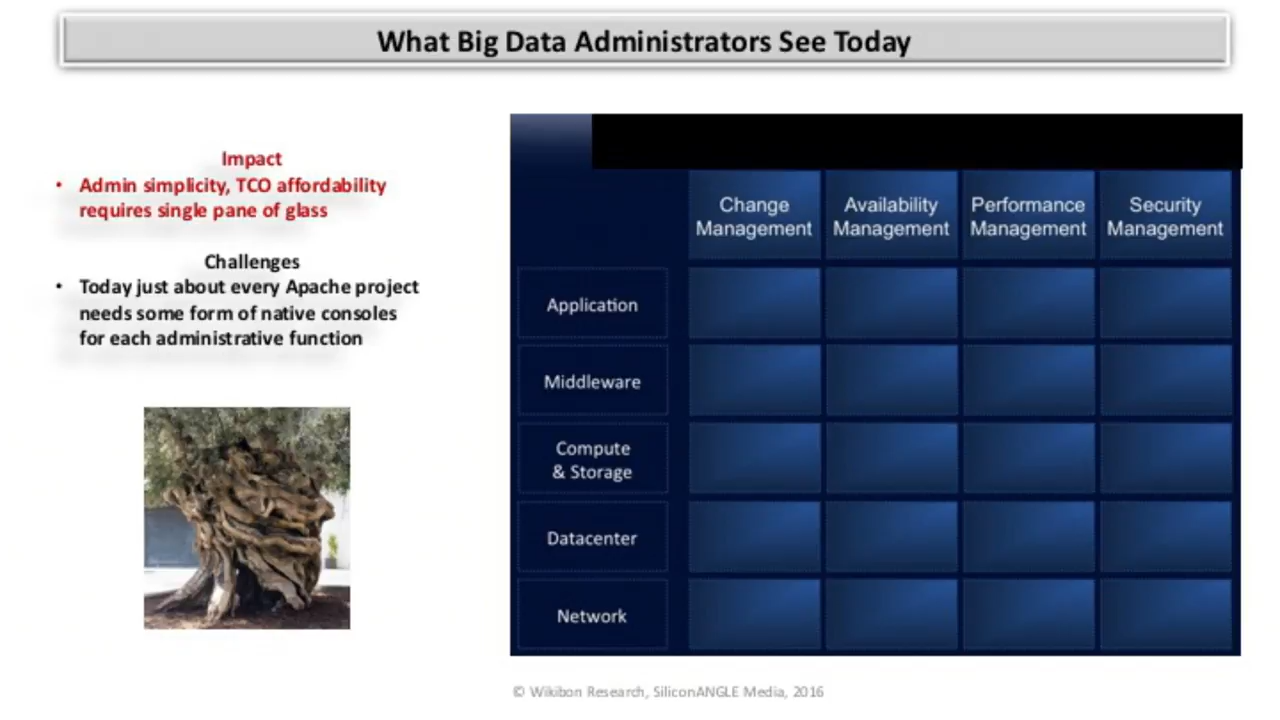 What Big Data Administrators See Today
Impact
• Admin simplicity, TCO affordability
requires single pane of glass
Challenges
• Today just about every Apache project
needs some form of native consoles
for each administrative function
Change
Management
Availability
Management
Performance
Management
Security
Management
Application
Middleware
Compute
& Storage
Datacenter
Network
© Wikibon Research, SiliconANGLE Media, 2016